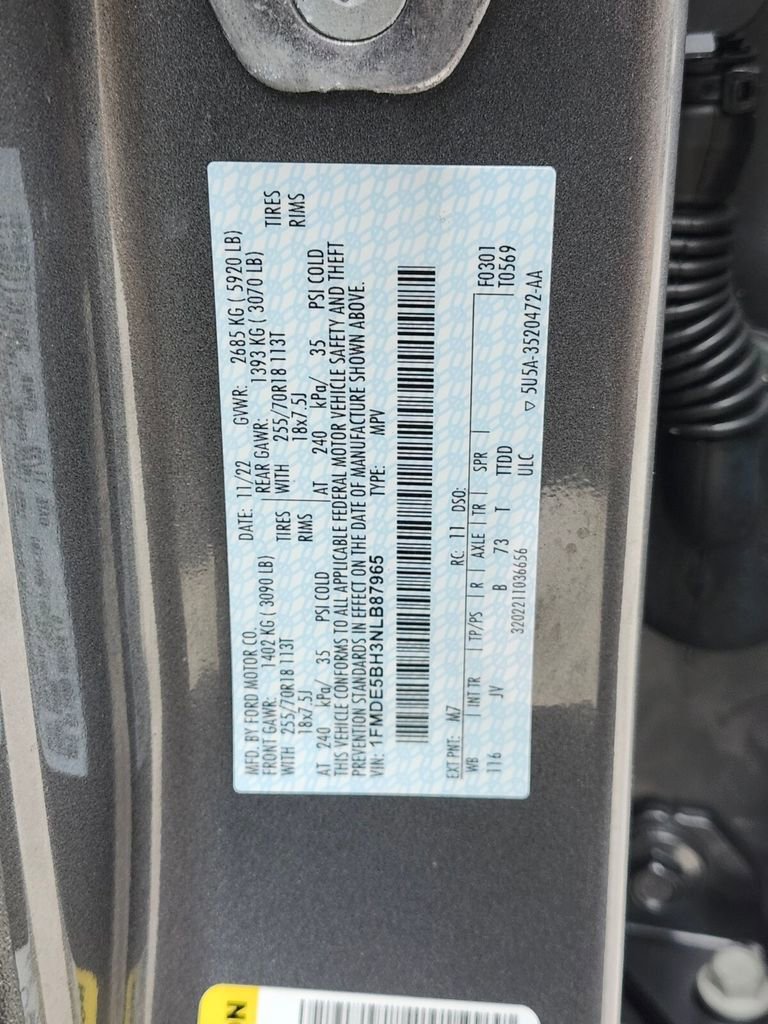 MFD. BY FORD MOTOR CO.
DATE: 11/22 GVWR: 2685 KG ( 5920 LB)
FRONT GAWR: 1402 KG ( 3090 LB) REAR GAWR: 1393 KG ( 3070 LB)
WITH 255/70R18 113T TIRES WITH 255/70R18 113T TIRES
18x7.5J RIMS 18x7.5J RIMS
AT 240 kPa/ 35 PSI COLD AT 240 kPa/ 35 PSI COLD
THIS VEHICLE CONFORMS TO ALL APPLICABLE FEDERAL MOTOR VEHICLE SAFETY AND THEFT
PREVENTION STANDARDS IN EFFECT ON THE DATE OF MANUFACTURE SHOWN ABOVE.
VIN: 1FMDE5BH3NLB87965 TYPE: MPV
EXT PNT: M7 RC: 11 DSO:
WB INT TR TP/PS R AXLE TR SPR F0301
116 JV B 73 T TTDD T0569
3202211036656 ULC ▽ 5U5A-3520472-AA
ON